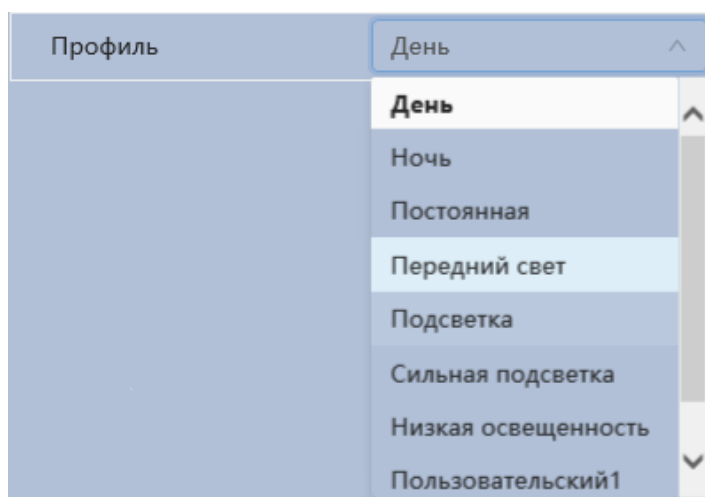 Профиль
День
День
Ночь
Постоянная
Передний свет
Подсветка
Сильная подсветка
Низкая освещенность
Пользовательский1